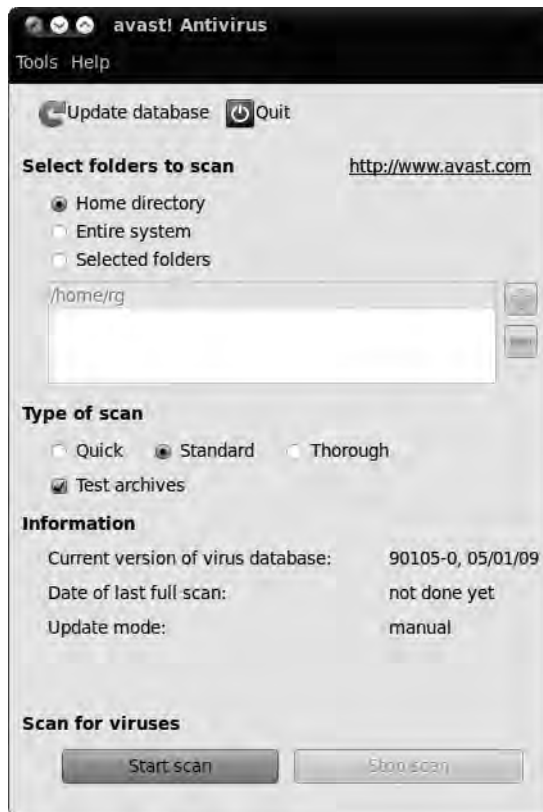 avast! Antivirus
Tools Help
Update database Quit
Select folders to scan http://www.avast.com
Home directory
Entire system
Selected folders
/home/rg
Type of scan
Quick Standard Thorough
Test archives
Information
Current version of virus database: 90105-0, 05/01/09
Date of last full scan: not done yet
Update mode: manual
Scan for viruses
Start scan Stop scan